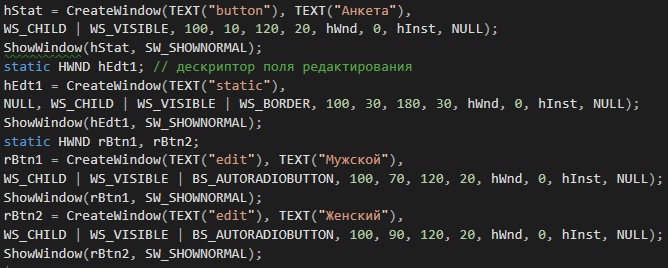 hStat = CreateWindow(TEXT("button"), TEXT("Анкета"),
WS_CHILD | WS_VISIBLE, 100, 10, 120, 20, hWnd, 0, hInst, NULL);
ShowWindow(hStat, SW_SHOWNORMAL);
static HWND hEdt1; // дескриптор поля редактирования
hEdt1 = CreateWindow(TEXT("static"),
NULL, WS_CHILD | WS_VISIBLE | WS_BORDER, 100, 30, 180, 30, hWnd, 0, hInst, NULL);
ShowWindow(hEdt1, SW_SHOWNORMAL);
static HWND rBtn1, rBtn2;
rBtn1 = CreateWindow(TEXT("edit"), TEXT("Мужской"),
WS_CHILD | WS_VISIBLE | BS_AUTORADIOBUTTON, 100, 70, 120, 20, hWnd, 0, hInst, NULL);
ShowWindow(rBtn1, SW_SHOWNORMAL);
rBtn2 = CreateWindow(TEXT("edit"), TEXT("Женский"),
WS_CHILD | WS_VISIBLE | BS_AUTORADIOBUTTON, 100, 90, 120, 20, hWnd, 0, hInst, NULL);
ShowWindow(rBtn2, SW_SHOWNORMAL);